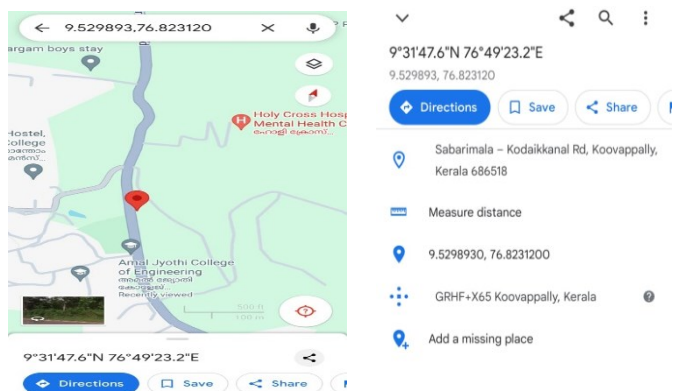 9.529893,76.823120
argam boys stay
Holy Cross Hosp
Mental Health C
Hostel,
College
Amal Jyothi College
of Engineering
അമൽ ജ്യോതി
Recently viewed
500 ft
100 m
9°31'47.6"N 76°49'23.2"E
Directions
Save
Share
9°31'47.6"N 76°49'23.2"E
9.529893, 76.823120
Directions
Save
Share
Sabarimala – Kodaikkanal Rd, Koovappally,
Kerala 686518
Measure distance
9.5298930, 76.8231200
GRHF+X65 Koovappally, Kerala
Add a missing place